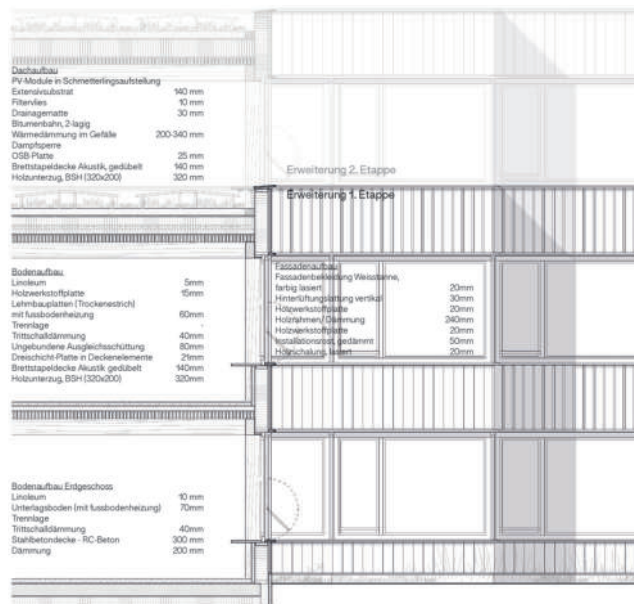 Dachaufbau
PV-Module in Schmetterlingsaufstellung
Extensivsubstrat 140 mm
Filtervlies 10 mm
Drainagematte 30 mm
Bitumenbahn, 2-lagig
Wärmedämmung im Gefälle 200-340 mm
Dampfsperre
OSB-Platte 25 mm
Brettstapeldecke Akustik, gedübelt 140 mm
Holzunterzug, BSH (320x200) 320 mm
Erweiterung 2. Etappe
Erweiterung 1. Etappe
Bodenaufbau
Linoleum 5mm
Holzwerkstoffplatte 15mm
Lehmbauplatten (Trockenestrich)
mit fussbodenheizung 60mm
Trennlage -
Trittschalldämmung 40mm
Ungebundene Ausgleichsschüttung 80mm
Dreischicht-Platte in Deckenelemente 21mm
Brettstapeldecke Akustik gedübelt 140mm
Holzunterzug, BSH (320x200) 320mm
Fassadenaufbau
Fassadenbekleidung Weisstanne,
farbig lasiert 20mm
Hinterlüftungslattung vertikal 30mm
Holzwerkstoffplatte 20mm
Holzrahmen/ Dämmung 240mm
Holzwerkstoffplatte 20mm
Installationsrost, gedämmt 50mm
Holzschalung, lasiert 20mm
Bodenaufbau Erdgeschoss
Linoleum 10 mm
Unterlagsboden (mit fussbodenheizung) 70mm
Trennlage
Trittschalldämmung 40mm
Stahlbetondecke - RC-Beton 300 mm
Dämmung 200 mm